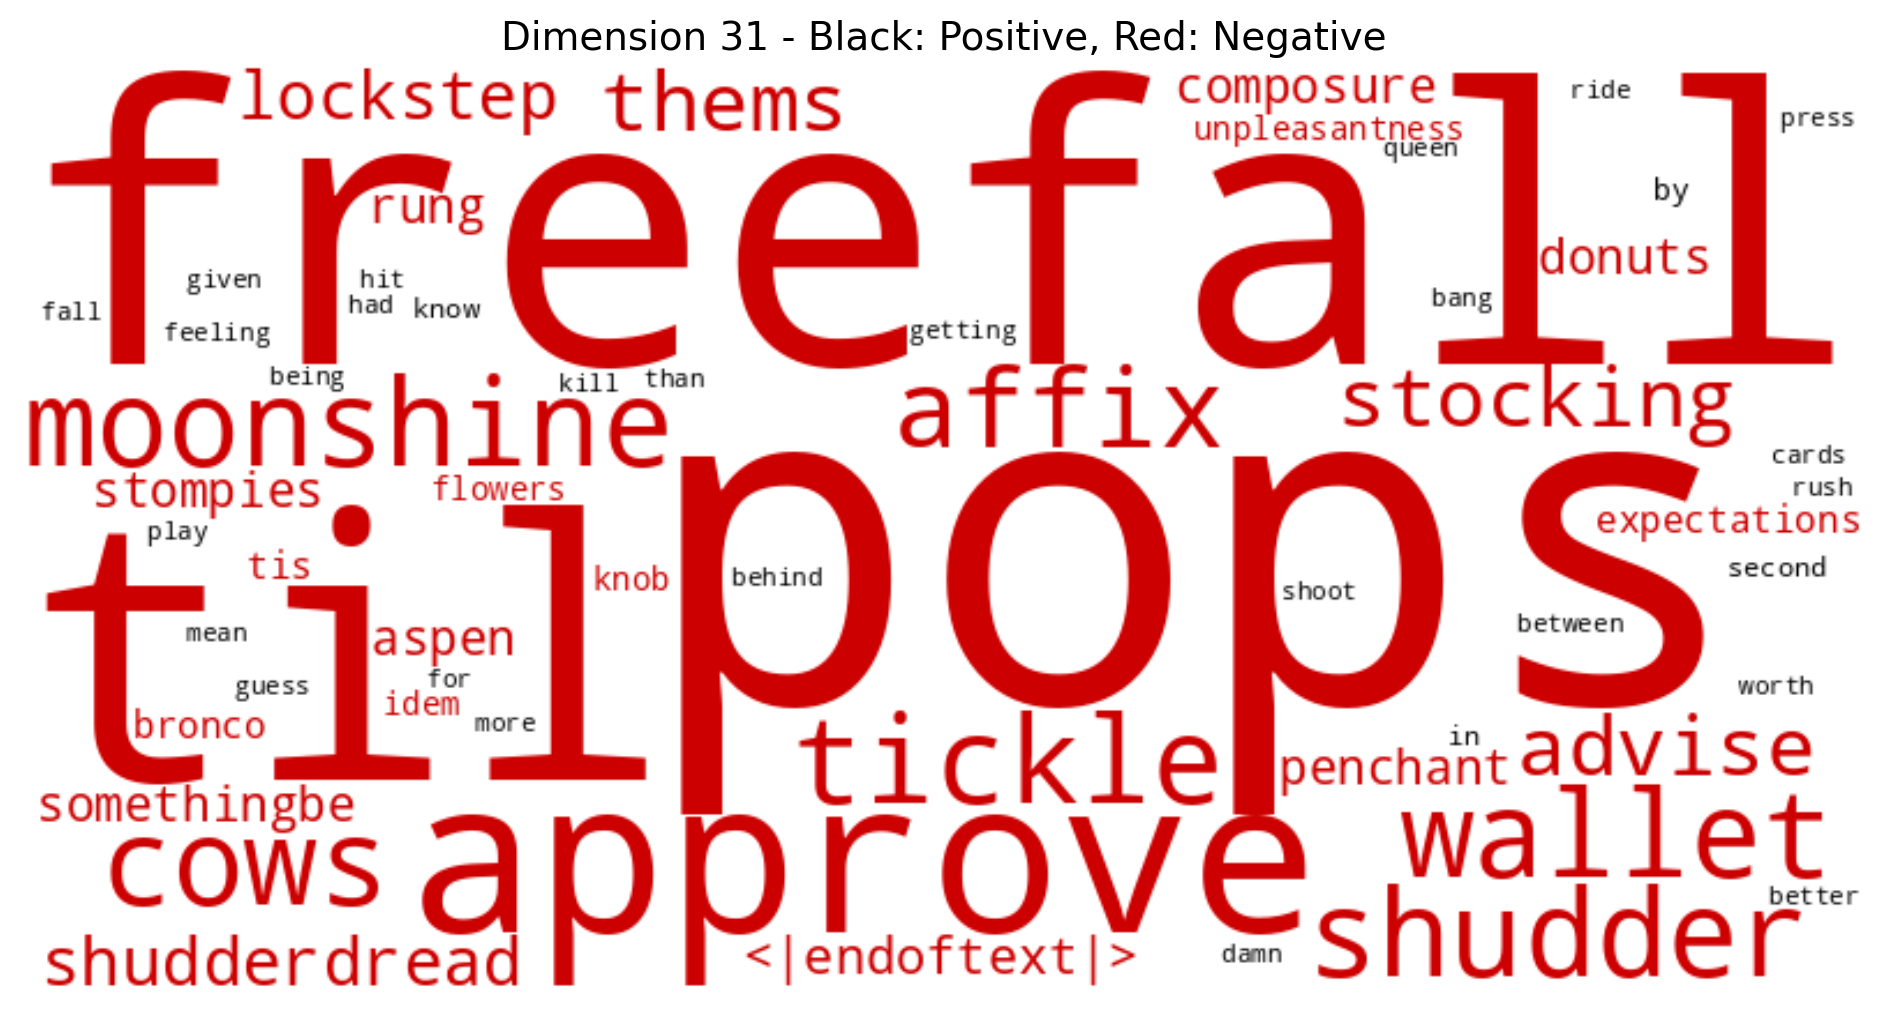 Dimension 31 - Black: Positive, Red: Negative
lockstep thems composure ride
unpleasantness press
queen
freefall
rung by
donuts
given hit bang
fall had know
feeling getting
being kill than
moonshine affix stocking
stompies flowers cards
rush
play expectations
tis knob behind shoot second
til pops
mean aspen between
guess for worth
bronco idem more
in
tickle penchant advise
somethingbe
cows approve wallet
better
shudderdread <|endoftext|> damn shudder